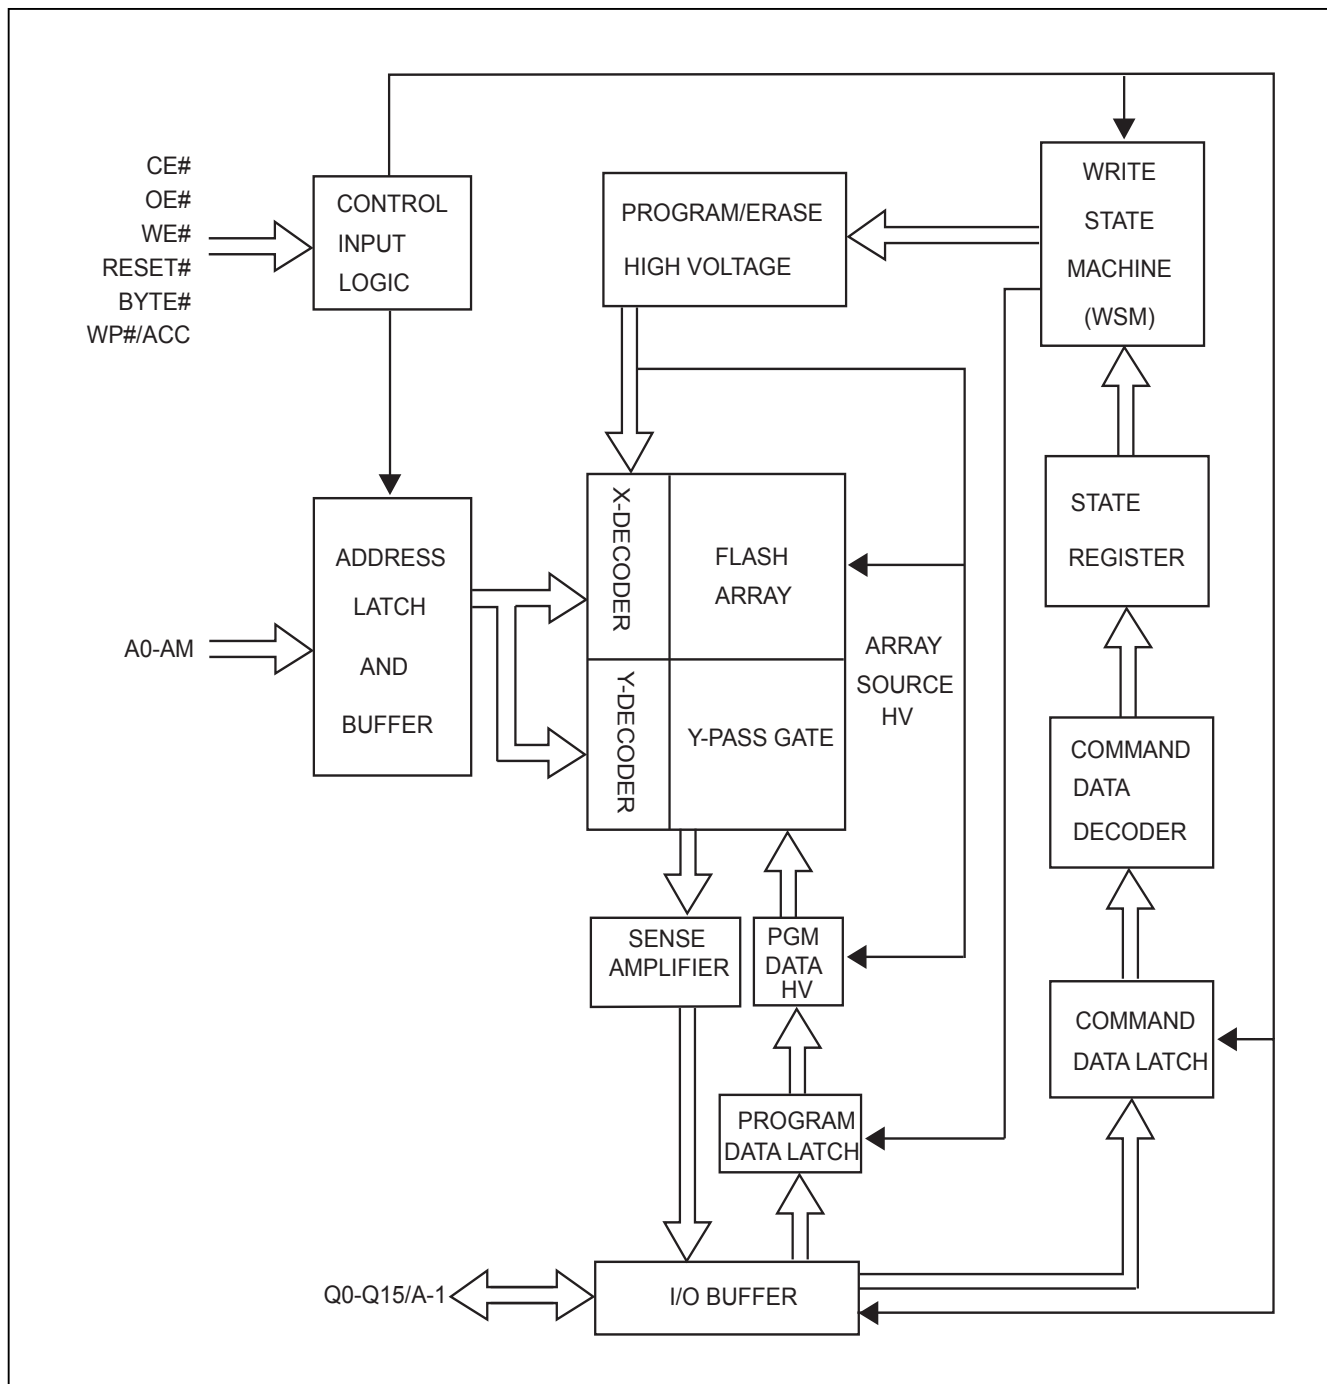 CE#
OE#
WE#
RESET#
BYTE#
WP#/ACC
CONTROL
INPUT
LOGIC
PROGRAM/ERASE
HIGH VOLTAGE
WRITE
STATE
MACHINE
(WSM)
A0-AM
ADDRESS
LATCH
AND
BUFFER
X-DECODER
FLASH
ARRAY
Y-DECODER
Y-PASS GATE
ARRAY
SOURCE
HV
STATE
REGISTER
COMMAND
DATA
DECODER
SENSE
AMPLIFIER
PGM
DATA
HV
COMMAND
DATA LATCH
PROGRAM
DATA LATCH
Q0-Q15/A-1
I/O BUFFER